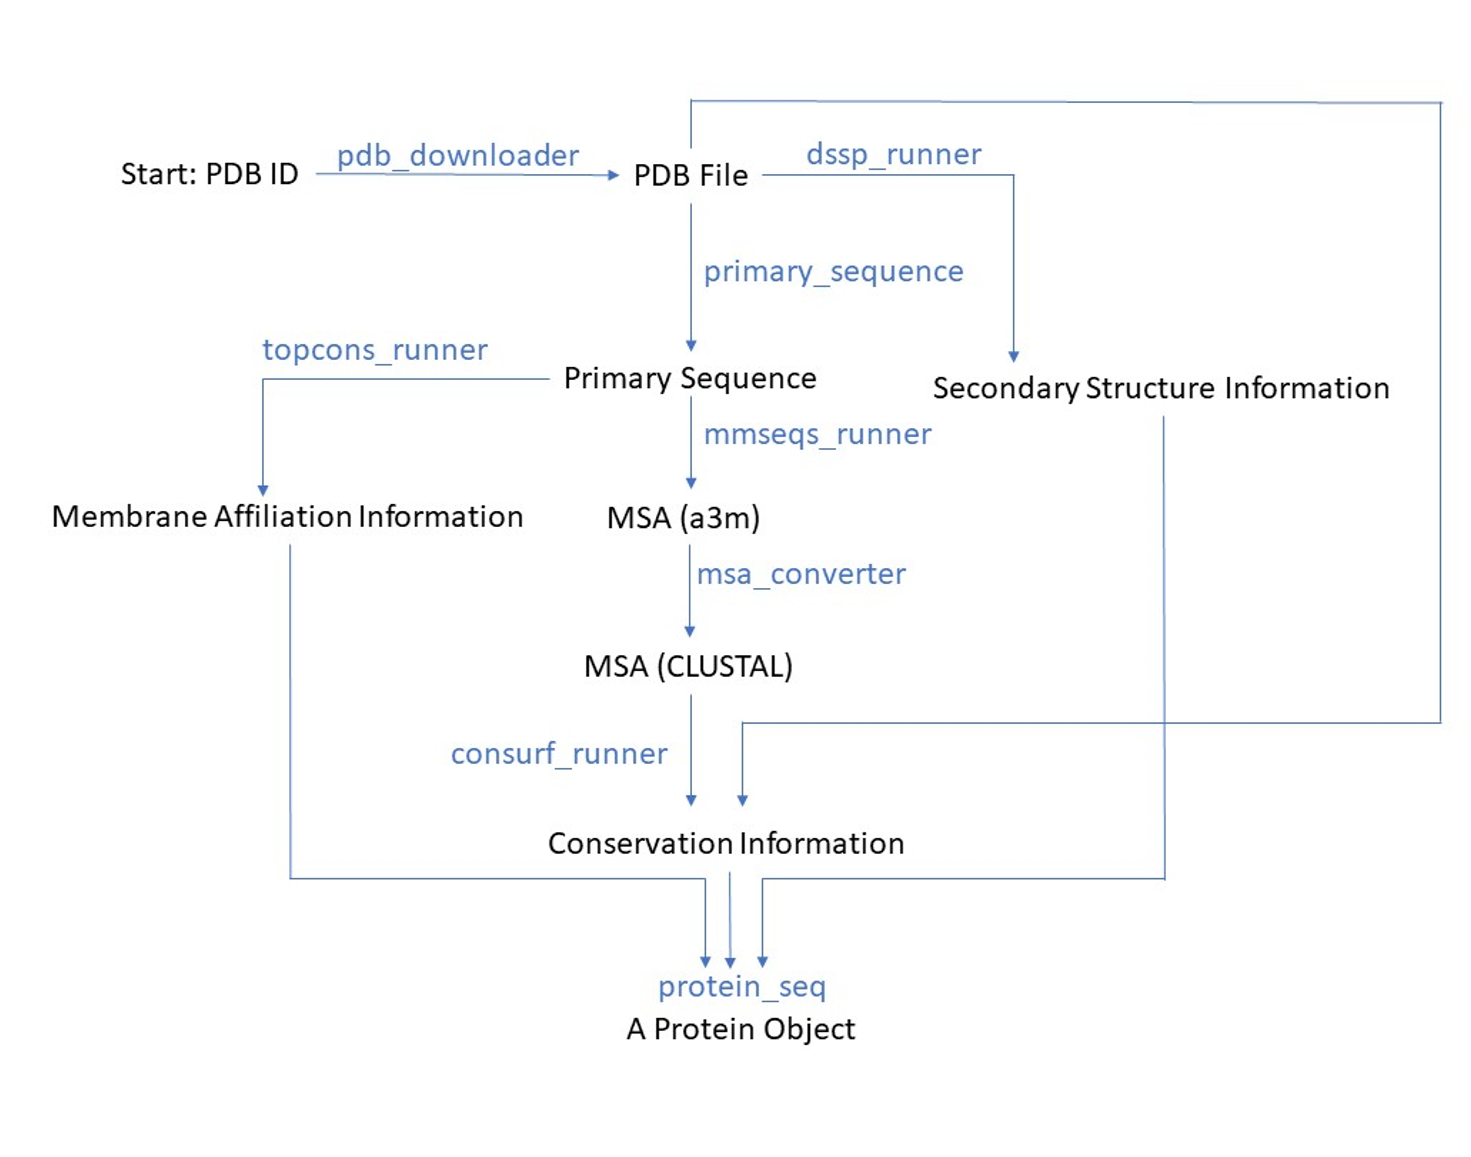 Start: PDB ID
pdb_downloader
PDB File
dssp_runner
primary_sequence
topcons_runner
Primary Sequence
Secondary Structure Information
mmseqs_runner
Membrane Affiliation Information
MSA (a3m)
msa_converter
MSA (CLUSTAL)
consurf_runner
Conservation Information
protein_seq
A Protein Object